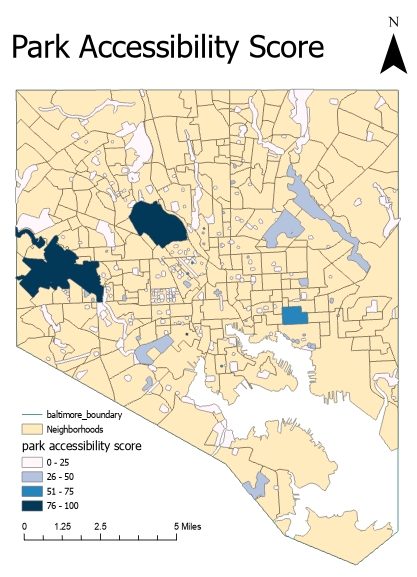 N
Park Accessibility Score
baltimore_boundary
Neighborhoods
park accessibility score
0 - 25
26 - 50
51 - 75
76 - 100
0 1.25 2.5 5 Miles